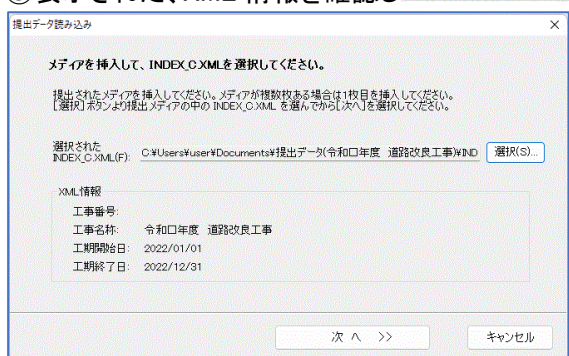 提出データ読み込み
メディアを挿入して、INDEX_C.XMLを選択してください。
提出されたメディアを挿入してください。メディアが複数枚ある場合は1枚目を挿入してください。
［選択］ボタンより提出メディアの中の INDEX_C.XML を選んでから［次へ］を選択してください。
選択された
INDEX_C.XML(F): C:¥Users¥user¥Documents¥提出データ(令和口年度 道路改良工事)¥IND 選択(S)...
XML情報
工事番号:
工事名称: 令和口年度 道路改良工事
工期開始日: 2022/01/01
工期終了日: 2022/12/31
次 へ >> キャンセル